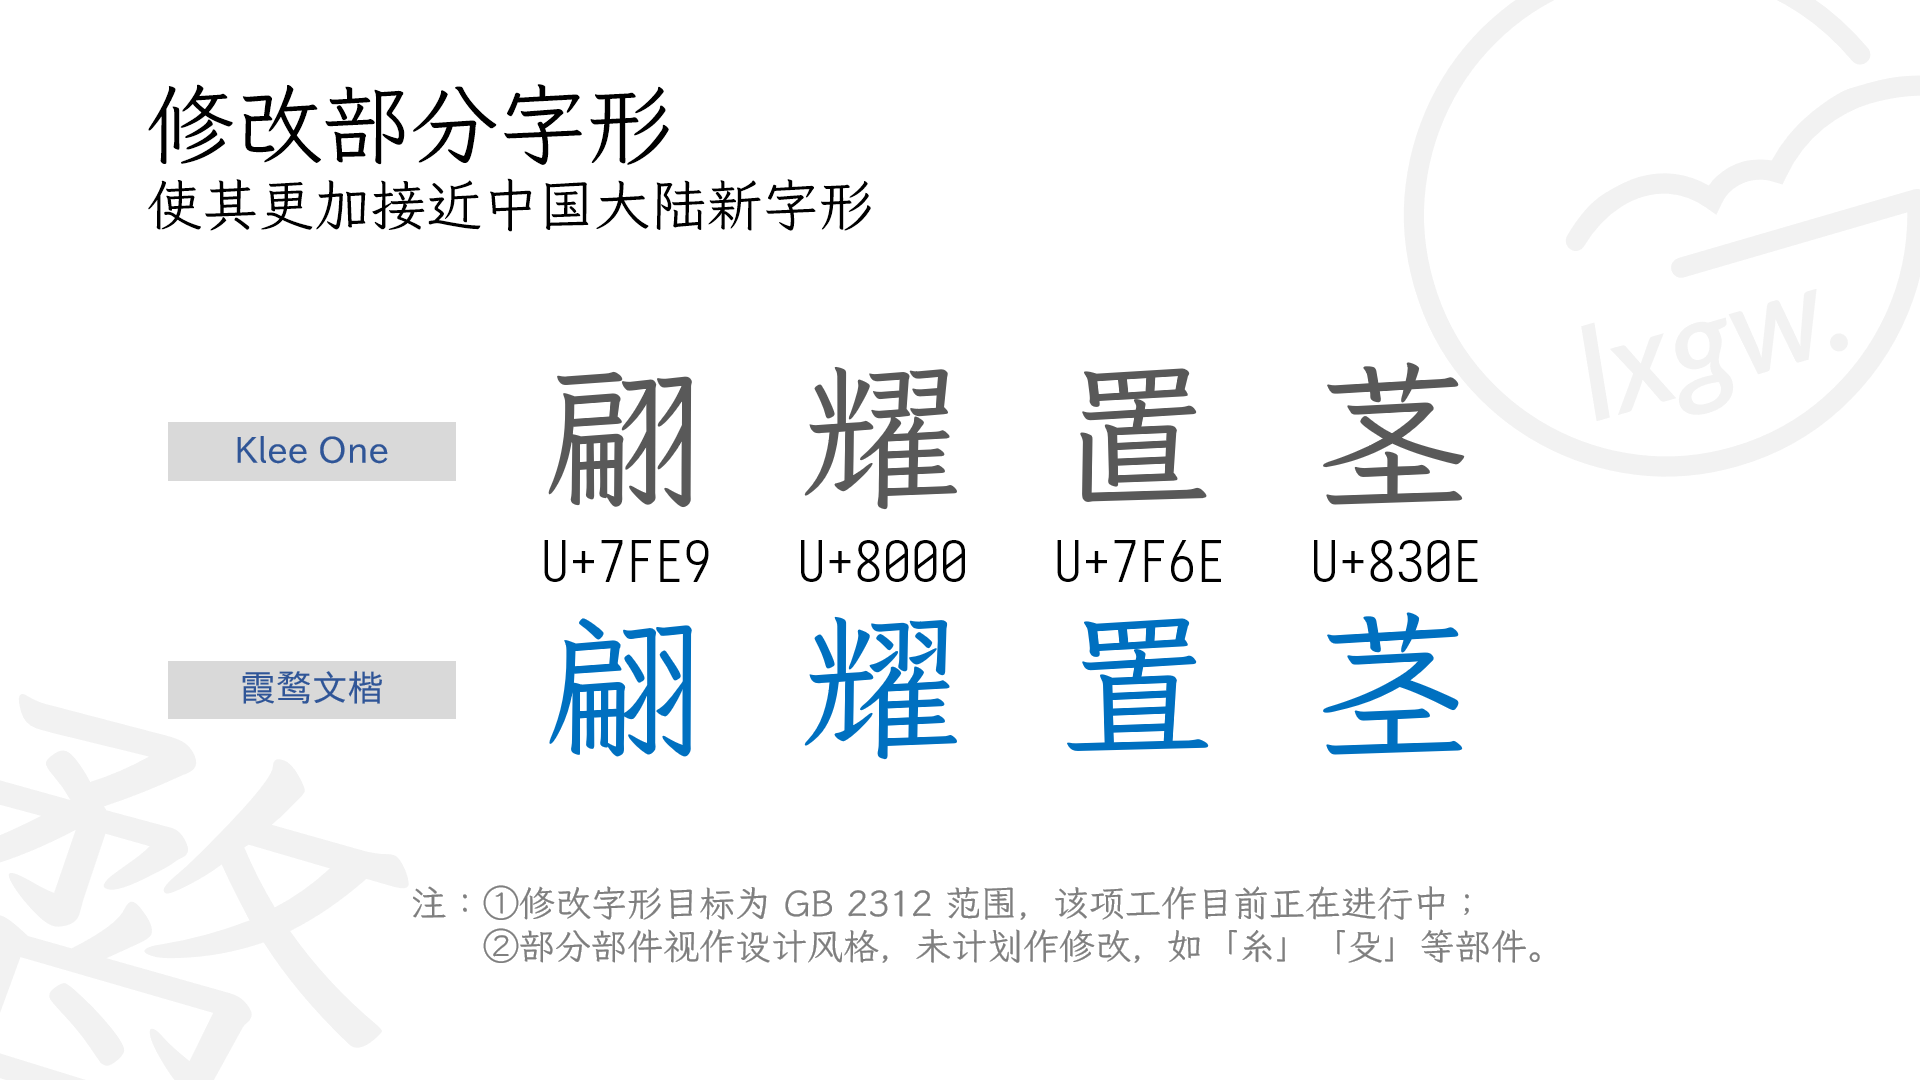 修改部分字形
使其更加接近中国大陆新字形
lxgw.
Klee One
翩 耀 置 茎
U+7FE9 U+8000 U+7F6E U+830E
霞鹜文楷
翩 耀 置 茎
注：①修改字形目标为 GB 2312 范围，该项工作目前正在进行中；
②部分部件视作设计风格，未计划作修改，如「糸」「殳」等部件。